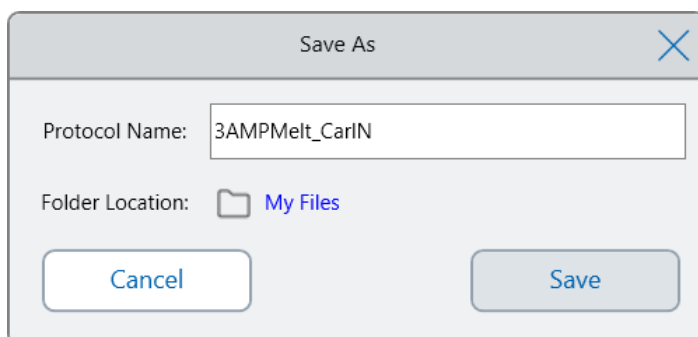 Save As
Protocol Name: 3AMPMelt_CarIN
Folder Location: My Files
Cancel Save